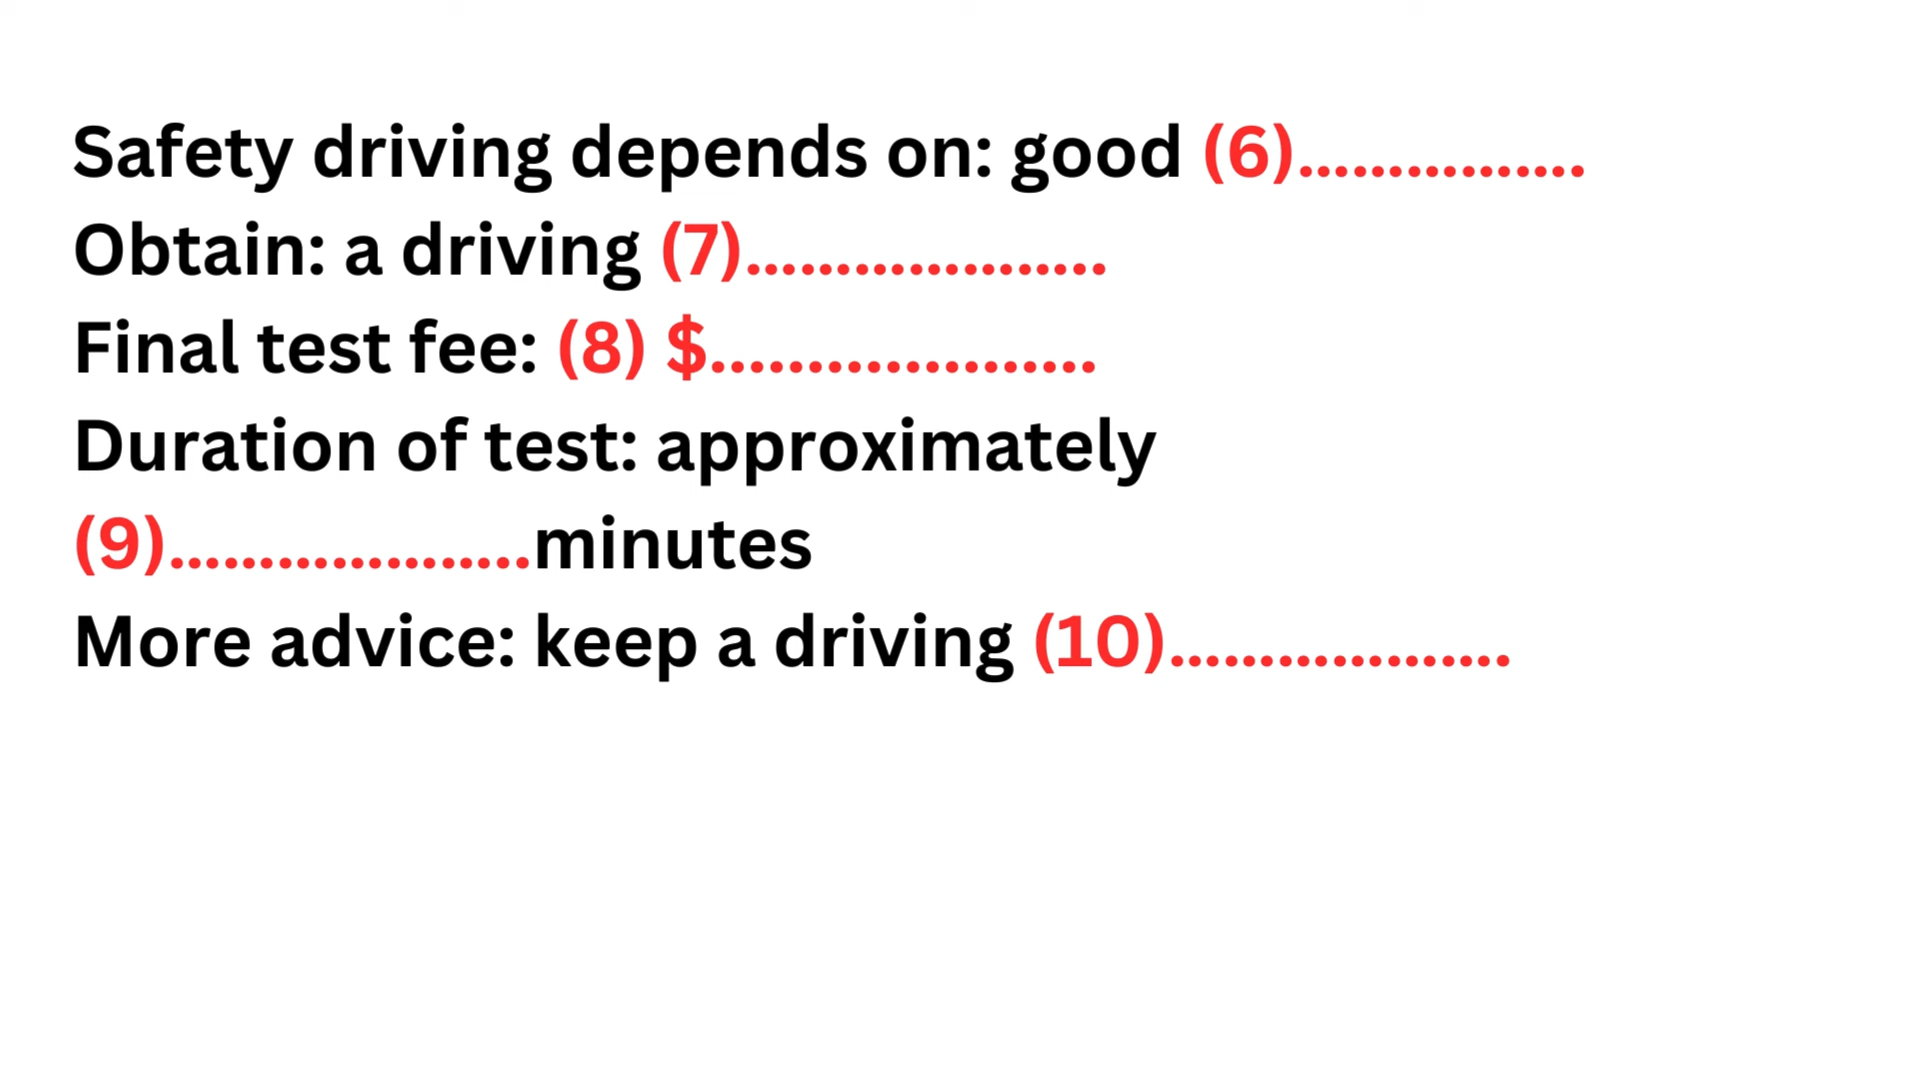 Safety driving depends on: good (6)................
Obtain: a driving (7)....................
Final test fee: (8) $....................
Duration of test: approximately
(9)....................minutes
More advice: keep a driving (10)...................